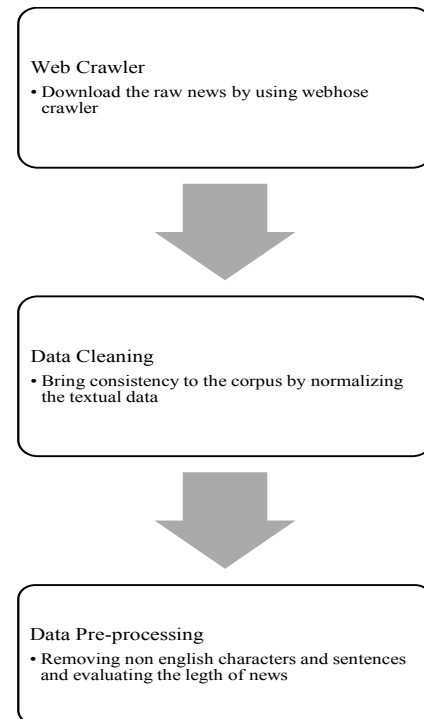 Web Crawler
• Download the raw news by using webhose
crawler
Data Cleaning
• Bring consistency to the corpus by normalizing
the textual data
Data Pre-processing
• Removing non english characters and sentences
and evaluating the legth of news